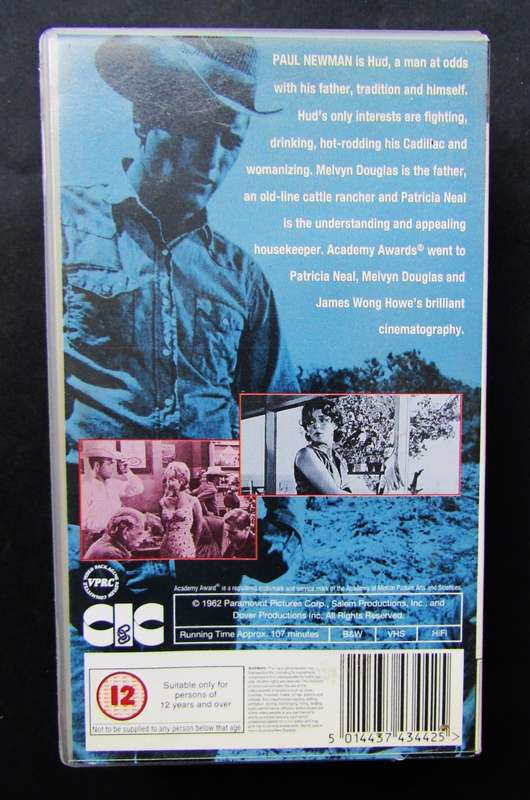 PAUL NEWMAN is Hud, a man at odds
with his father, tradition and himself.
Hud's only interests are fighting,
drinking, hot-rodding his Cadillac and
womanizing. Melvyn Douglas is the father,
an old-line cattle rancher and Patricia Neal
is the understanding and appealing
housekeeper. Academy Awards® went to
Patricia Neal, Melvyn Douglas and
James Wong Howe's brilliant
cinematography.
VPRC
CIC
Academy Award® is a registered trademark and service mark of the Academy of Motion Picture Arts and Sciences.
© 1962 Paramount Pictures Corp., Salem Productions, Inc., and
Dover Productions Inc. All Rights Reserved.
Running Time Approx. 107 minutes B&W VHS HiFi
12
Suitable only for
persons of
12 years and over
Not to be supplied to any person below that age.
5 014437 434425 >